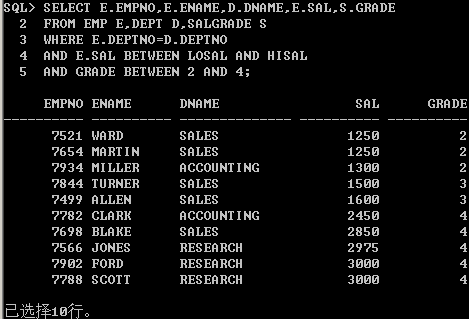 SQL> SELECT E.EMPNO,E.ENAME,D.DNAME,E.SAL,S.GRADE
2 FROM EMP E,DEPT D,SALGRADE S
3 WHERE E.DEPTNO=D.DEPTNO
4 AND E.SAL BETWEEN LOSAL AND HISAL
5 AND GRADE BETWEEN 2 AND 4;
EMPNO ENAME DNAME SAL GRADE
---------- ---------- -------------- ---------- ----------
7521 WARD SALES 1250 2
7654 MARTIN SALES 1250 2
7934 MILLER ACCOUNTING 1300 2
7844 TURNER SALES 1500 3
7499 ALLEN SALES 1600 3
7782 CLARK ACCOUNTING 2450 4
7698 BLAKE SALES 2850 4
7566 JONES RESEARCH 2975 4
7902 FORD RESEARCH 3000 4
7788 SCOTT RESEARCH 3000 4
已选择10行。